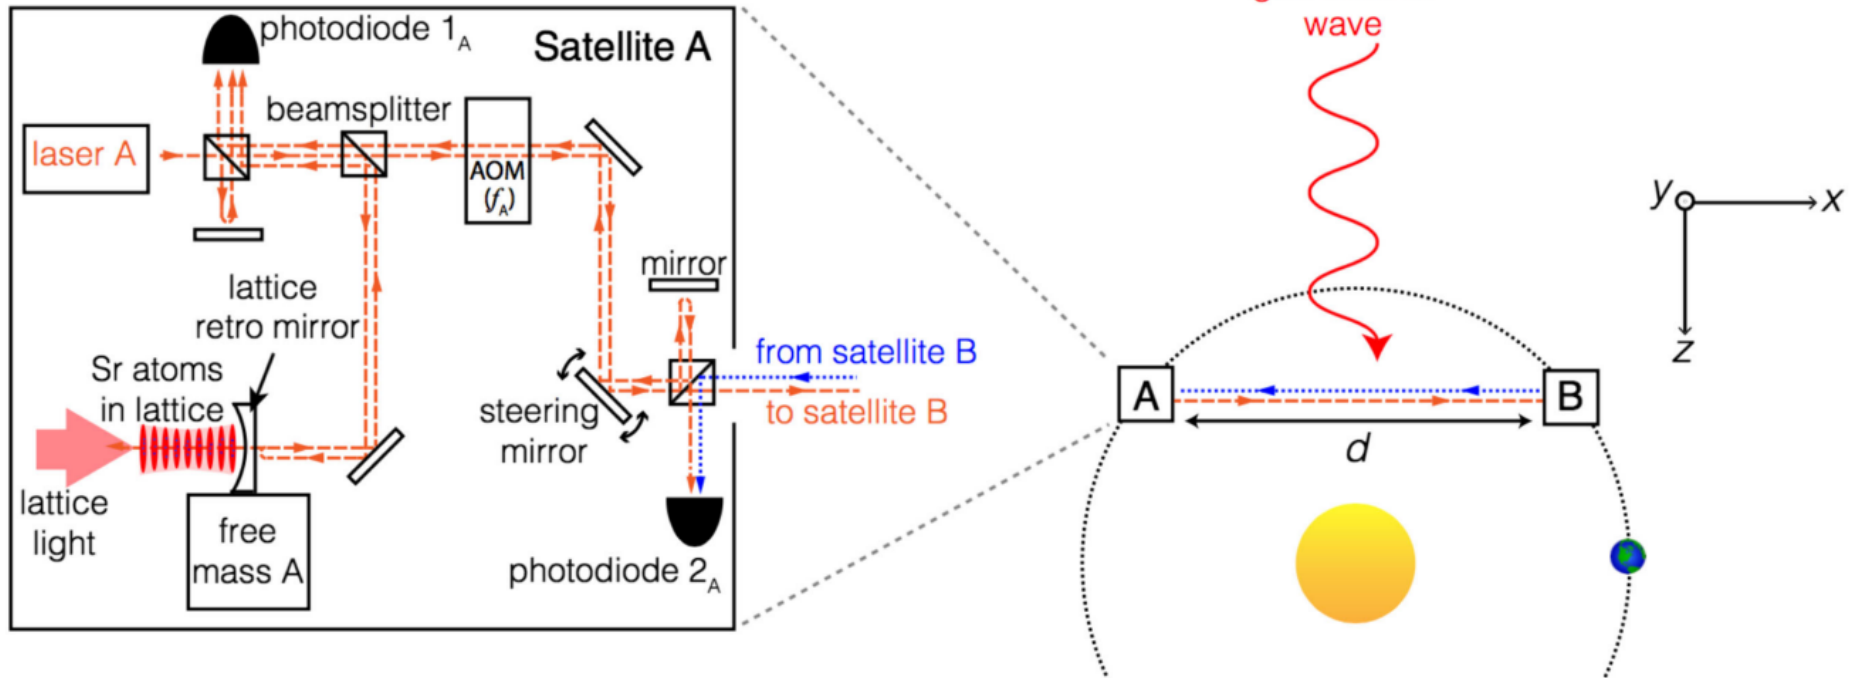 photodiode 1A
Satellite A
beamsplitter
laser A
AOM
(fA)
mirror
lattice
retro mirror
Sr atoms
in lattice
steering
mirror
from satellite B
to satellite B
lattice
light
free
mass A
photodiode 2A
wave
A
B
d
y
x
z